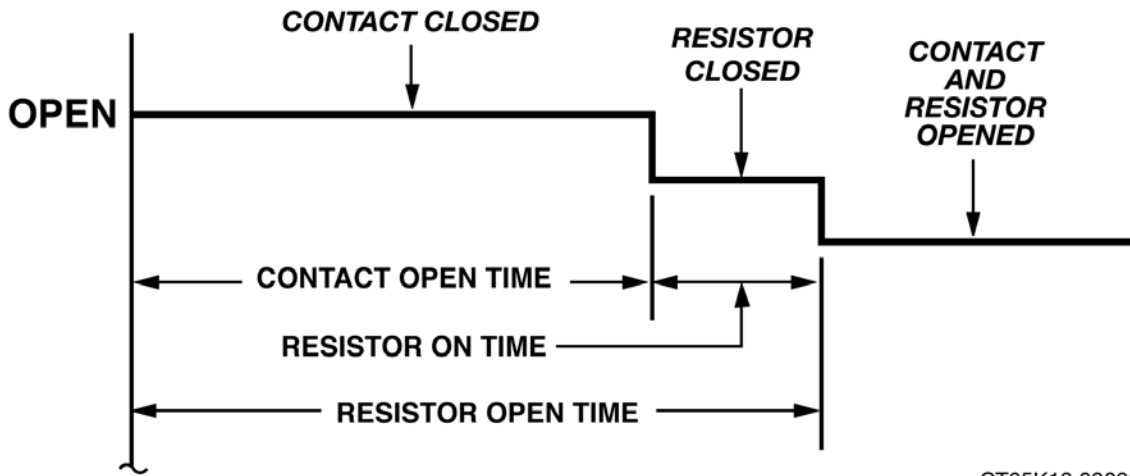 CONTACT CLOSED
RESISTOR
CLOSED
CONTACT
AND
RESISTOR
OPENED
OPEN
CONTACT OPEN TIME
RESISTOR ON TIME
RESISTOR OPEN TIME